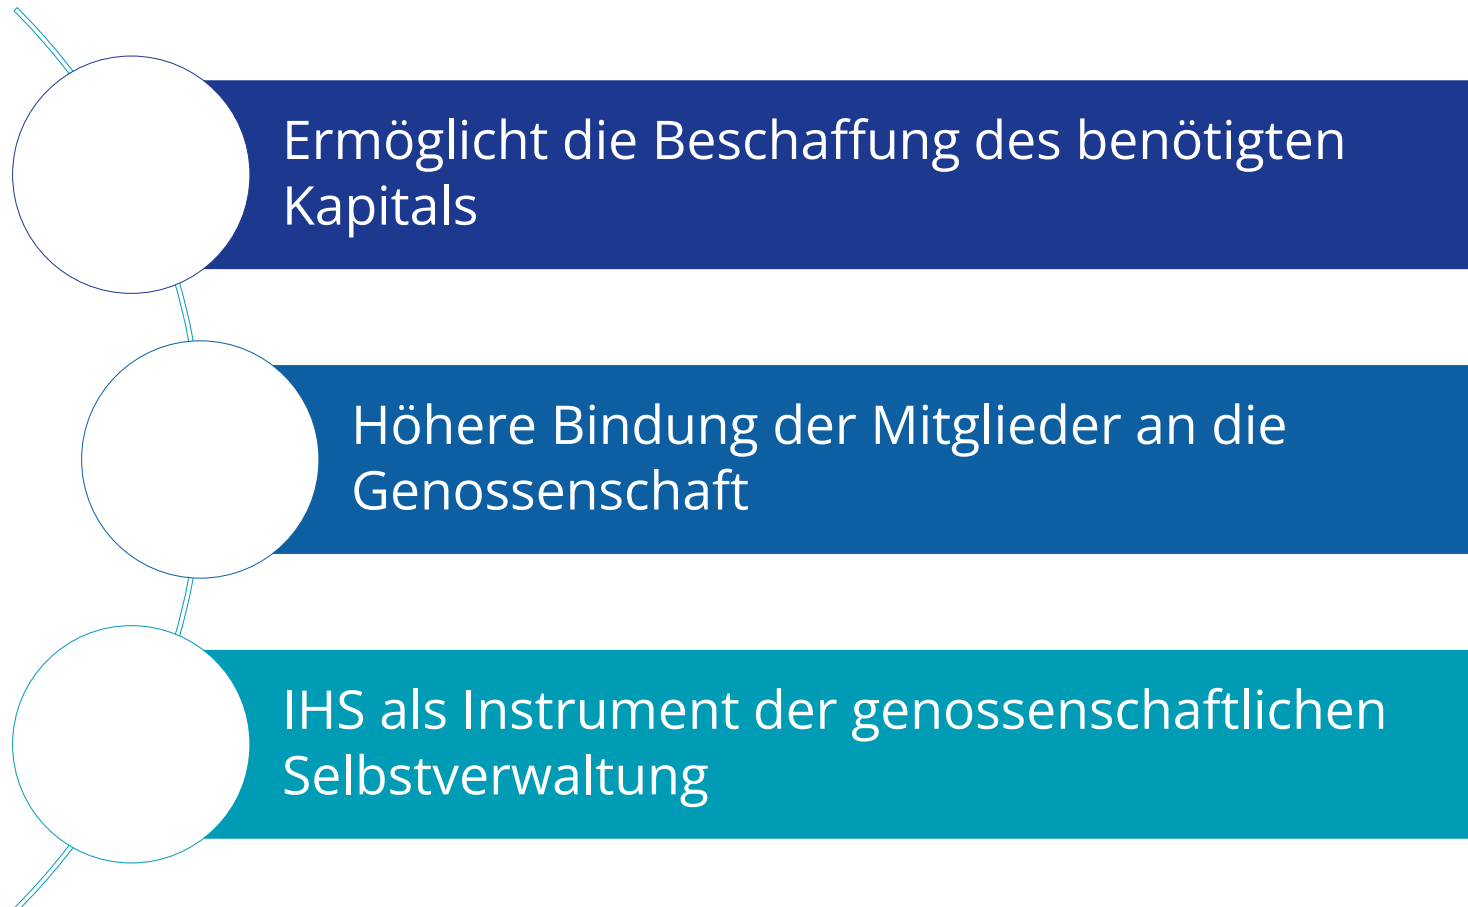 Ermöglicht die Beschaffung des benötigten
Kapitals
Höhere Bindung der Mitglieder an die
Genossenschaft
IHS als Instrument der genossenschaftlichen
Selbstverwaltung